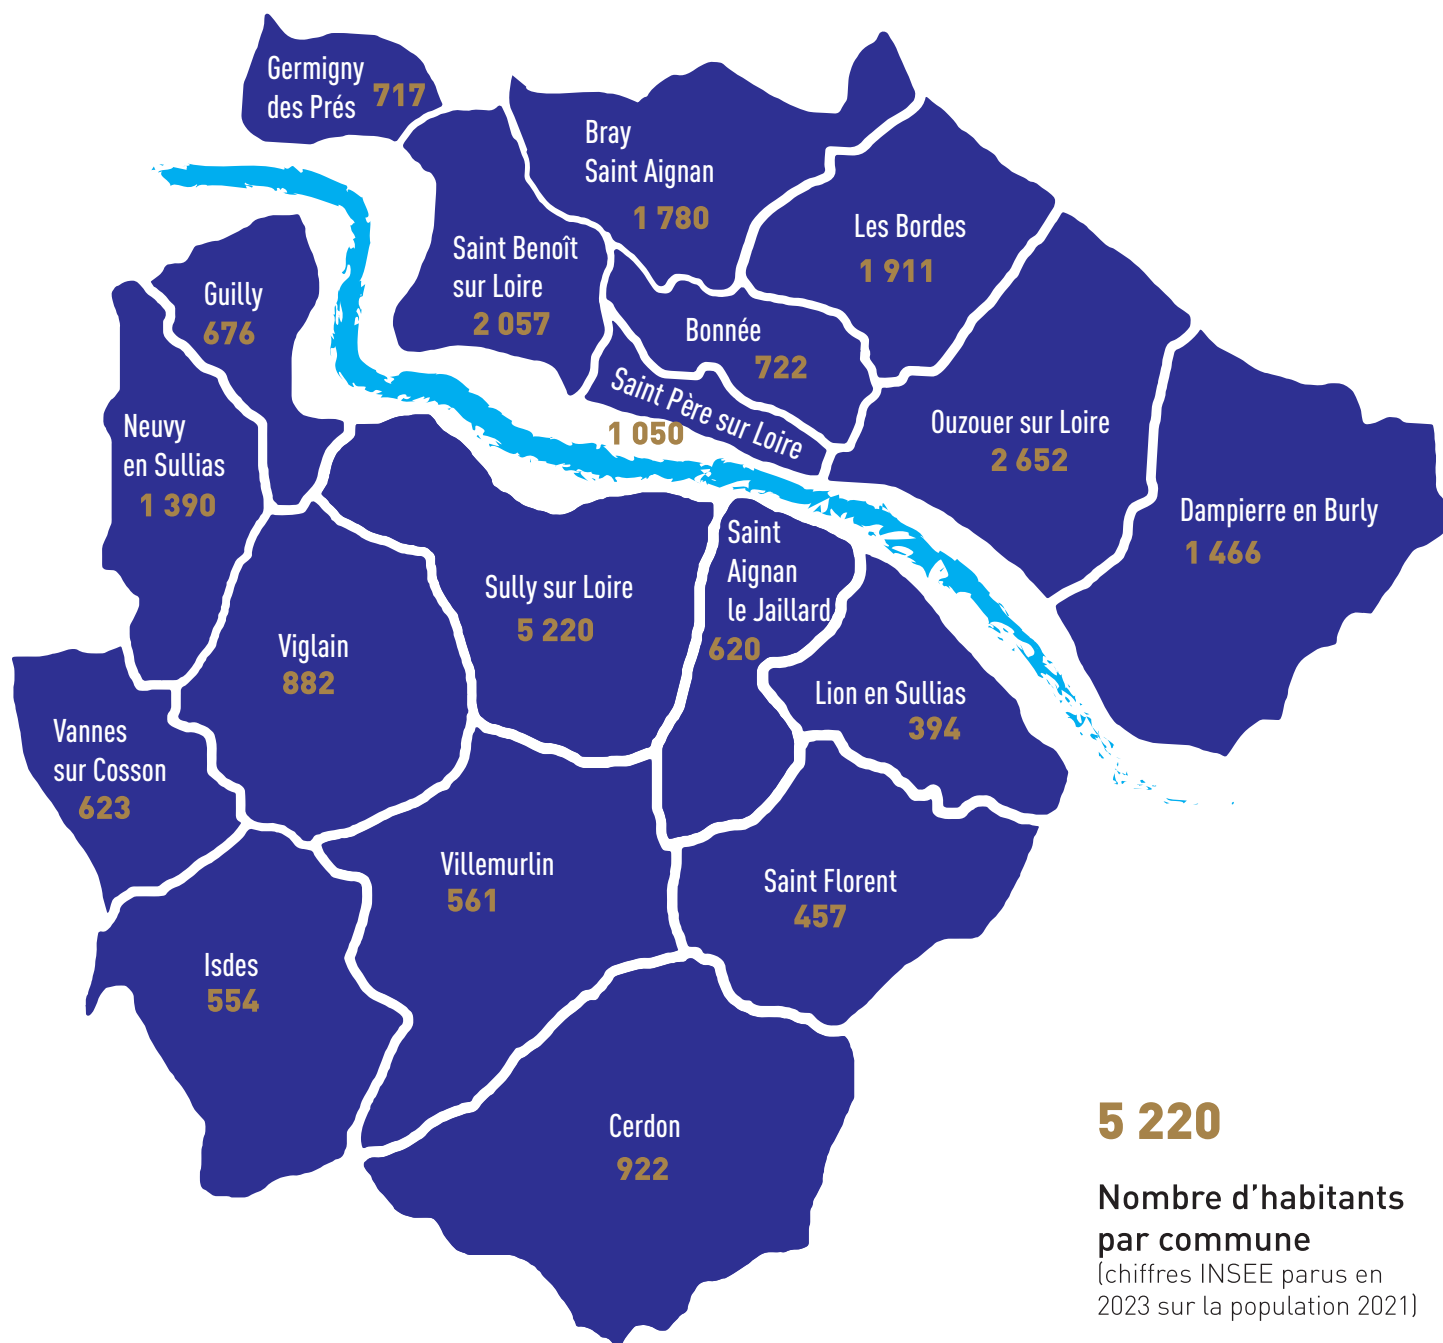 Germigny
des Prés
717
Bray
Saint Aignan
1 780
Les Bordes
1 911
Saint Benoît
sur Loire
2 057
Guilly
676
Bonnée
722
Saint Père sur Loire
1 050
Ouzouer sur Loire
2 652
Neuvy
en Sullias
1 390
Dampierre en Burly
1 466
Saint
Aignan
le Jaillard
620
Sully sur Loire
5 220
Viglain
882
Lion en Sullias
394
Vannes
sur Cosson
623
Villemurlin
561
Saint Florent
457
Isdes
554
Cerdon
922
5 220
Nombre d’habitants
par commune
(chiffres INSEE parus en
2023 sur la population 2021)